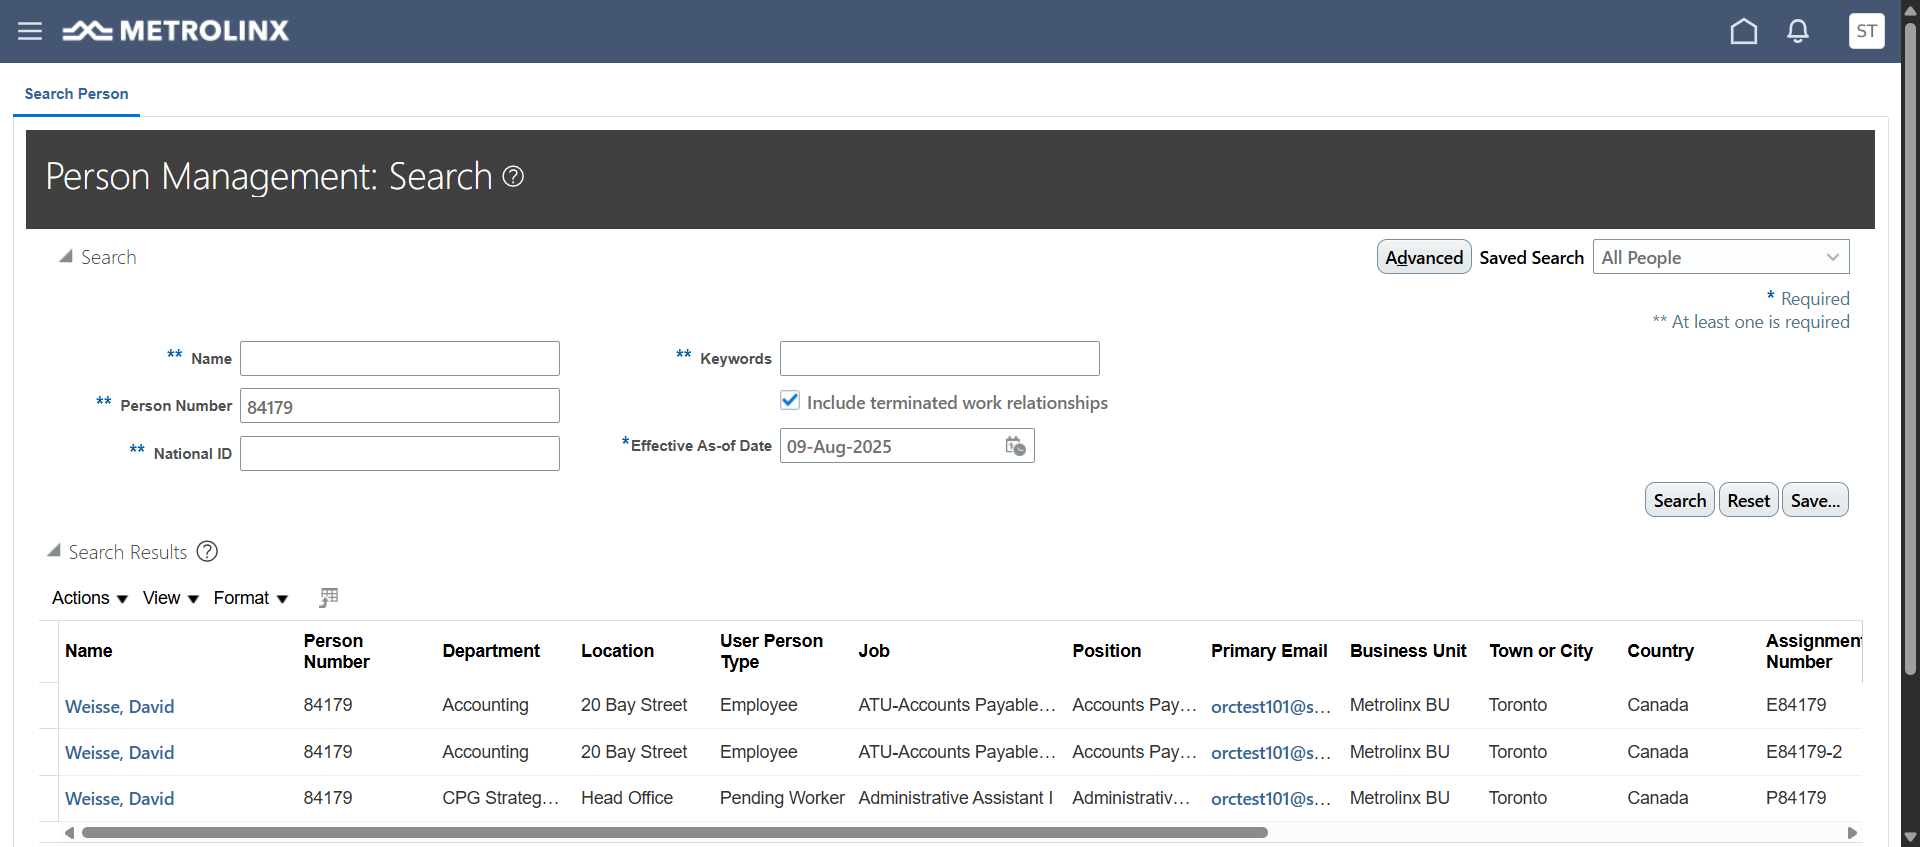 METROLINX
ST
Search Person
Person Management: Search ?
Search
Advanced Saved Search All People
* Required
** At least one is required
** Name
** Keywords
** Person Number 84179
Include terminated work relationships
** National ID
*Effective As-of Date 09-Aug-2025
Search Reset Save...
Search Results ?
Actions View Format
Name Person Number Department Location User Person Type Job Position Primary Email Business Unit Town or City Country Assignment Number
Weisse, David 84179 Accounting 20 Bay Street Employee ATU-Accounts Payable... Accounts Pay... orctest101@s... Metrolinx BU Toronto Canada E84179
Weisse, David 84179 Accounting 20 Bay Street Employee ATU-Accounts Payable... Accounts Pay... orctest101@s... Metrolinx BU Toronto Canada E84179-2
Weisse, David 84179 CPG Strateg... Head Office Pending Worker Administrative Assistant I Administrativ... orctest101@s... Metrolinx BU Toronto Canada P84179